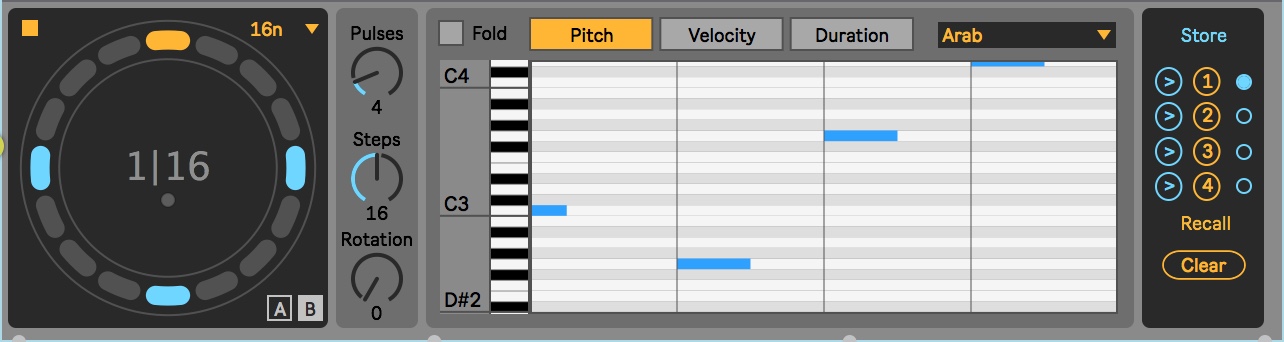 16n
1|16
A B
Pulses
4
Steps
16
Rotation
0
Fold Pitch Velocity Duration Arab
C4
C3
D#2
Store
> 1
> 2
> 3
> 4
Recall
Clear